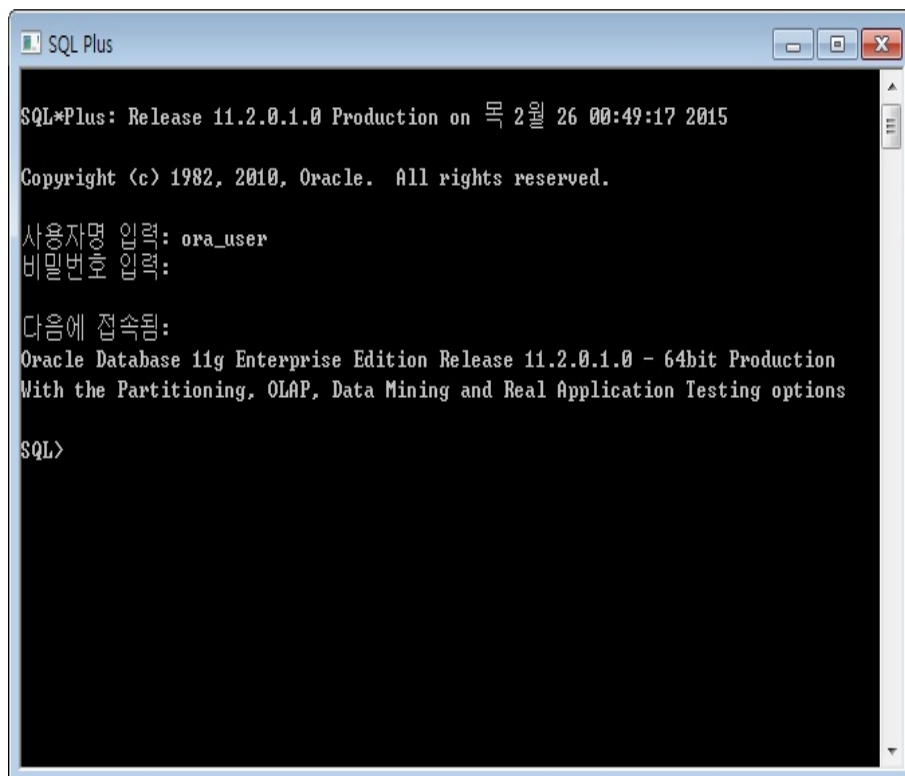 SQL Plus
SQL*Plus: Release 11.2.0.1.0 Production on 목 2월 26 00:49:17 2015
Copyright (c) 1982, 2010, Oracle.  All rights reserved.
사용자명 입력: ora_user
비밀번호 입력:
다음에 접속됨:
Oracle Database 11g Enterprise Edition Release 11.2.0.1.0 - 64bit Production
With the Partitioning, OLAP, Data Mining and Real Application Testing options
SQL>